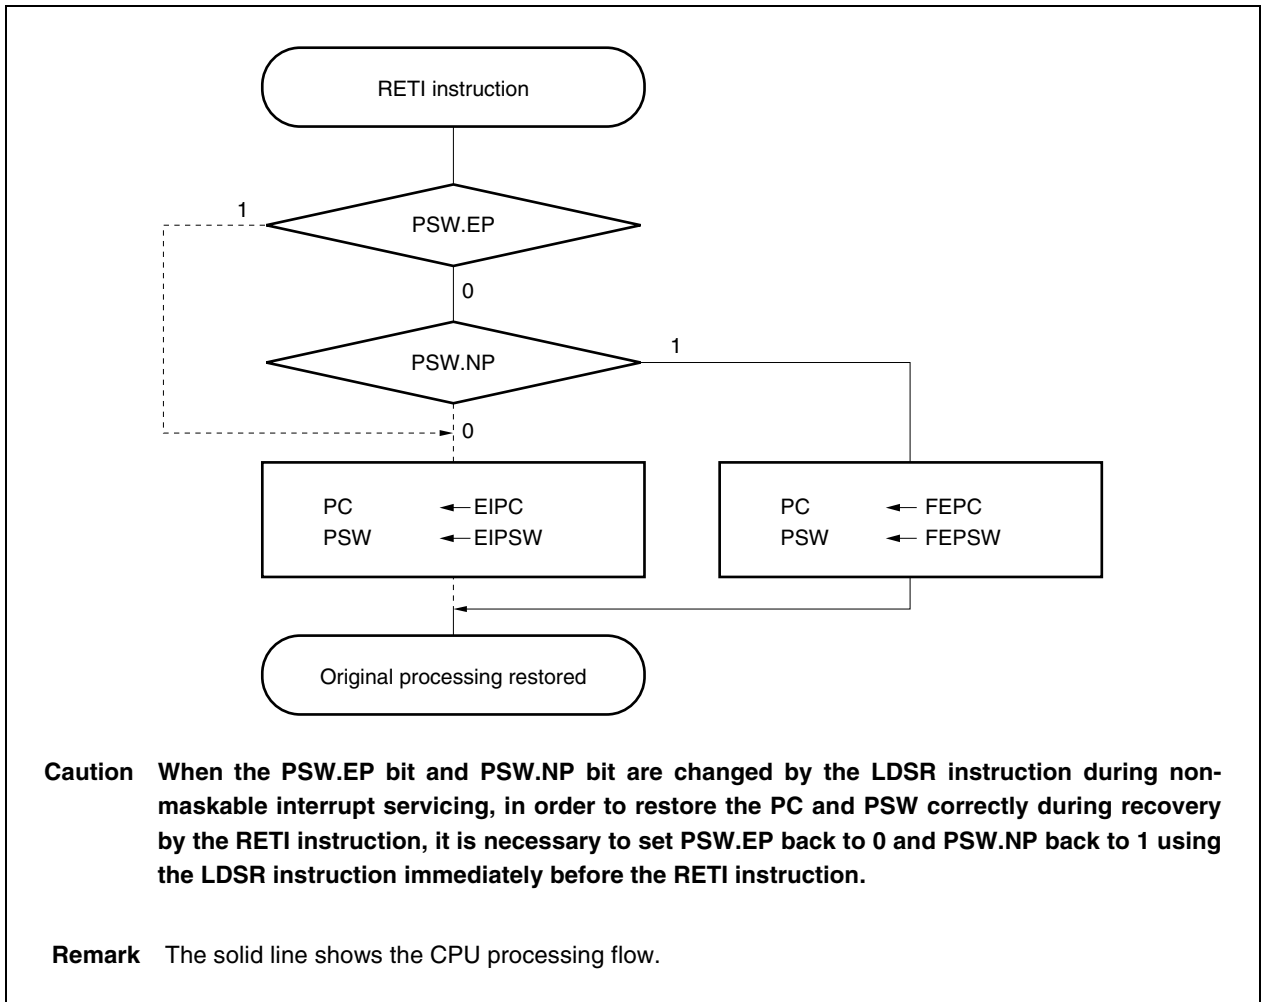 RETI instruction
1
PSW.EP
0
PSW.NP
1
0
PC ← EIPC
PSW ← EIPSW
PC ← FEPC
PSW ← FEPSW
Original processing restored
Caution When the PSW.EP bit and PSW.NP bit are changed by the LDSR instruction during non-
maskable interrupt servicing, in order to restore the PC and PSW correctly during recovery
by the RETI instruction, it is necessary to set PSW.EP back to 0 and PSW.NP back to 1 using
the LDSR instruction immediately before the RETI instruction.
Remark The solid line shows the CPU processing flow.